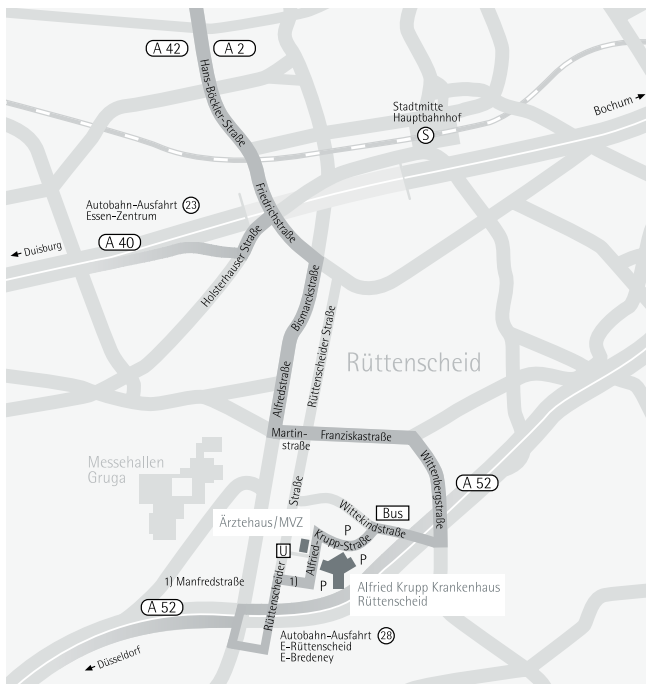 A 42
A 2
Hans-Böckler-Straße
Stadtmitte
Hauptbahnhof
S
Bochum
Autobahn-Ausfahrt 23
Essen-Zentrum
Friedrichstraße
Duisburg
A 40
Holsterhauser Straße
Bismarckstraße
Rüttenscheider Straße
Rüttenscheid
Alfredstraße
Martin-
straße
Franziskastraße
Messehallen
Gruga
Wittenbergstraße
A 52
Wittekindstraße
Bus
Ärztehaus/MVZ
P
Alfried-
Krupp-Straße
P
U
Rüttenscheider
Straße
1) Manfredstraße
1)
P
Alfried Krupp Krankenhaus
Rüttenscheid
A 52
Autobahn-Ausfahrt 28
E-Rüttenscheid
E-Bredeney
Düsseldorf